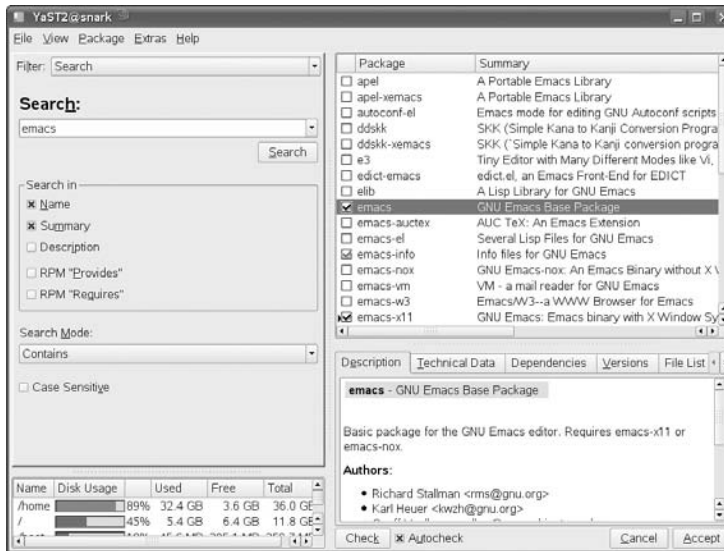 YaST2@snark
File View Package Extras Help
Filter: Search
Search:
emacs
Search
Search in
Name
Summary
Description
RPM "Provides"
RPM "Requires"
Search Mode:
Contains
Case Sensitive
Name Disk Usage Used Free Total
/home 89% 32.4 GB 3.6 GB 36.0 GE
/ 45% 5.4 GB 6.4 GB 11.8 GE
Package Summary
apel A Portable Emacs Library
apel-xemacs A Portable Emacs Library
autoconf-el Emacs mode for editing GNU Autoconf scripts
ddskk SKK (Simple Kana to Kanji Conversion Progra
ddskk-xemacs SKK (`Simple Kana to Kanji conversion progra
e3 Tiny Editor with Many Different Modes like Vi,
edict-emacs edict.el, an Emacs Front-End for EDICT
elib A Lisp Library for GNU Emacs
emacs GNU Emacs Base Package
emacs-auctex AUC TeX: An Emacs Extension
emacs-el Several Lisp Files for GNU Emacs
emacs-info Info files for GNU Emacs
emacs-nox GNU Emacs-nox: An Emacs Binary without X
emacs-vm VM - a mail reader for GNU Emacs
emacs-w3 Emacs/W3--a WWW Browser for Emacs
emacs-x11 GNU Emacs: Emacs binary with X Window Sy
Description Technical Data Dependencies Versions File List
emacs - GNU Emacs Base Package
Basic package for the GNU Emacs editor. Requires emacs-x11 or
emacs-nox.
Authors:
• Richard Stallman <rms@gnu.org>
• Karl Heuer <kwzh@gnu.org>
Check Autocheck Cancel Accept